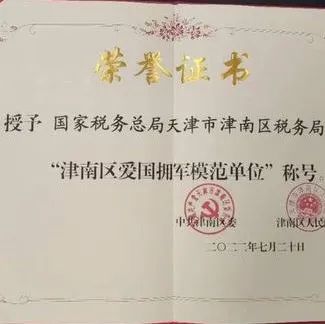 荣誉证书
授予 国家税务总局天津市津南区税务局
“津南区爱国拥军模范单位”称号。
中共津南区委 津南区人民
二〇二二年七月二十日